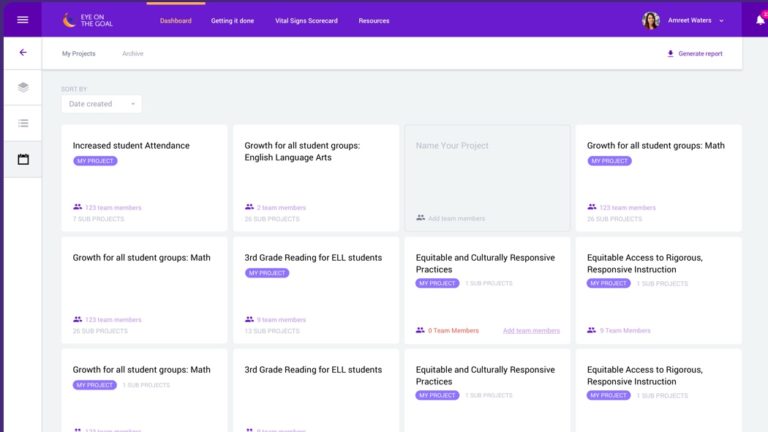 EYE ON
THE GOAL
Dashboard
Getting it done
Vital Signs Scorecard
Resources
Amreet Waters
My Projects
Archive
Generate report
SORT BY
Date created
Increased student Attendance
MY PROJECT
123 team members
7 SUB PROJECTS
Growth for all student groups:
English Language Arts
2 team members
26 SUB PROJECTS
Name Your Project
Add team members
Growth for all student groups: Math
MY PROJECT
123 team members
26 SUB PROJECTS
Growth for all student groups: Math
123 team members
26 SUB PROJECTS
3rd Grade Reading for ELL students
MY PROJECT
9 team members
13 SUB PROJECTS
Equitable and Culturally Responsive
Practices
MY PROJECT 1 SUB PROJECTS
0 Team Members Add team members
Equitable Access to Rigorous,
Responsive Instruction
MY PROJECT 1 SUB PROJECTS
9 Team Members
Growth for all student groups: Math
MY PROJECT 1 SUB PROJECTS
3rd Grade Reading for ELL students
Equitable and Culturally Responsive
Practices
MY PROJECT 1 SUB PROJECTS
Equitable Access to Rigorous,
Responsive Instruction
MY PROJECT 1 SUB PROJECTS